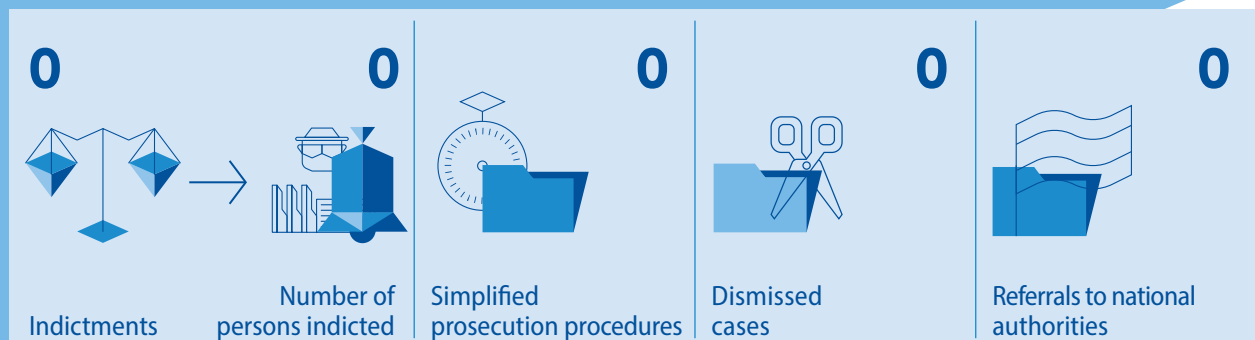 0
Indictments
0
Number of
persons indicted
0
Simplified
prosecution procedures
0
Dismissed
cases
0
Referrals to national
authorities